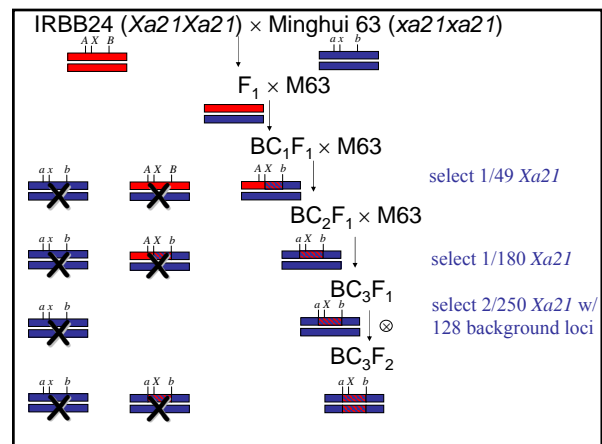 IRBB24 (Xa21Xa21) × Minghui 63 (xa21xa21)
A X B
a x b
F₁ × M63
BC₁F₁ × M63
a x b
A X B
A X b
select 1/49 Xa21
BC₂F₁ × M63
a x b
A X b
a X b
select 1/180 Xa21
BC₃F₁
a x b
a X b
⊗
select 2/250 Xa21 w/
128 background loci
BC₃F₂
a x b
a X b
a X b